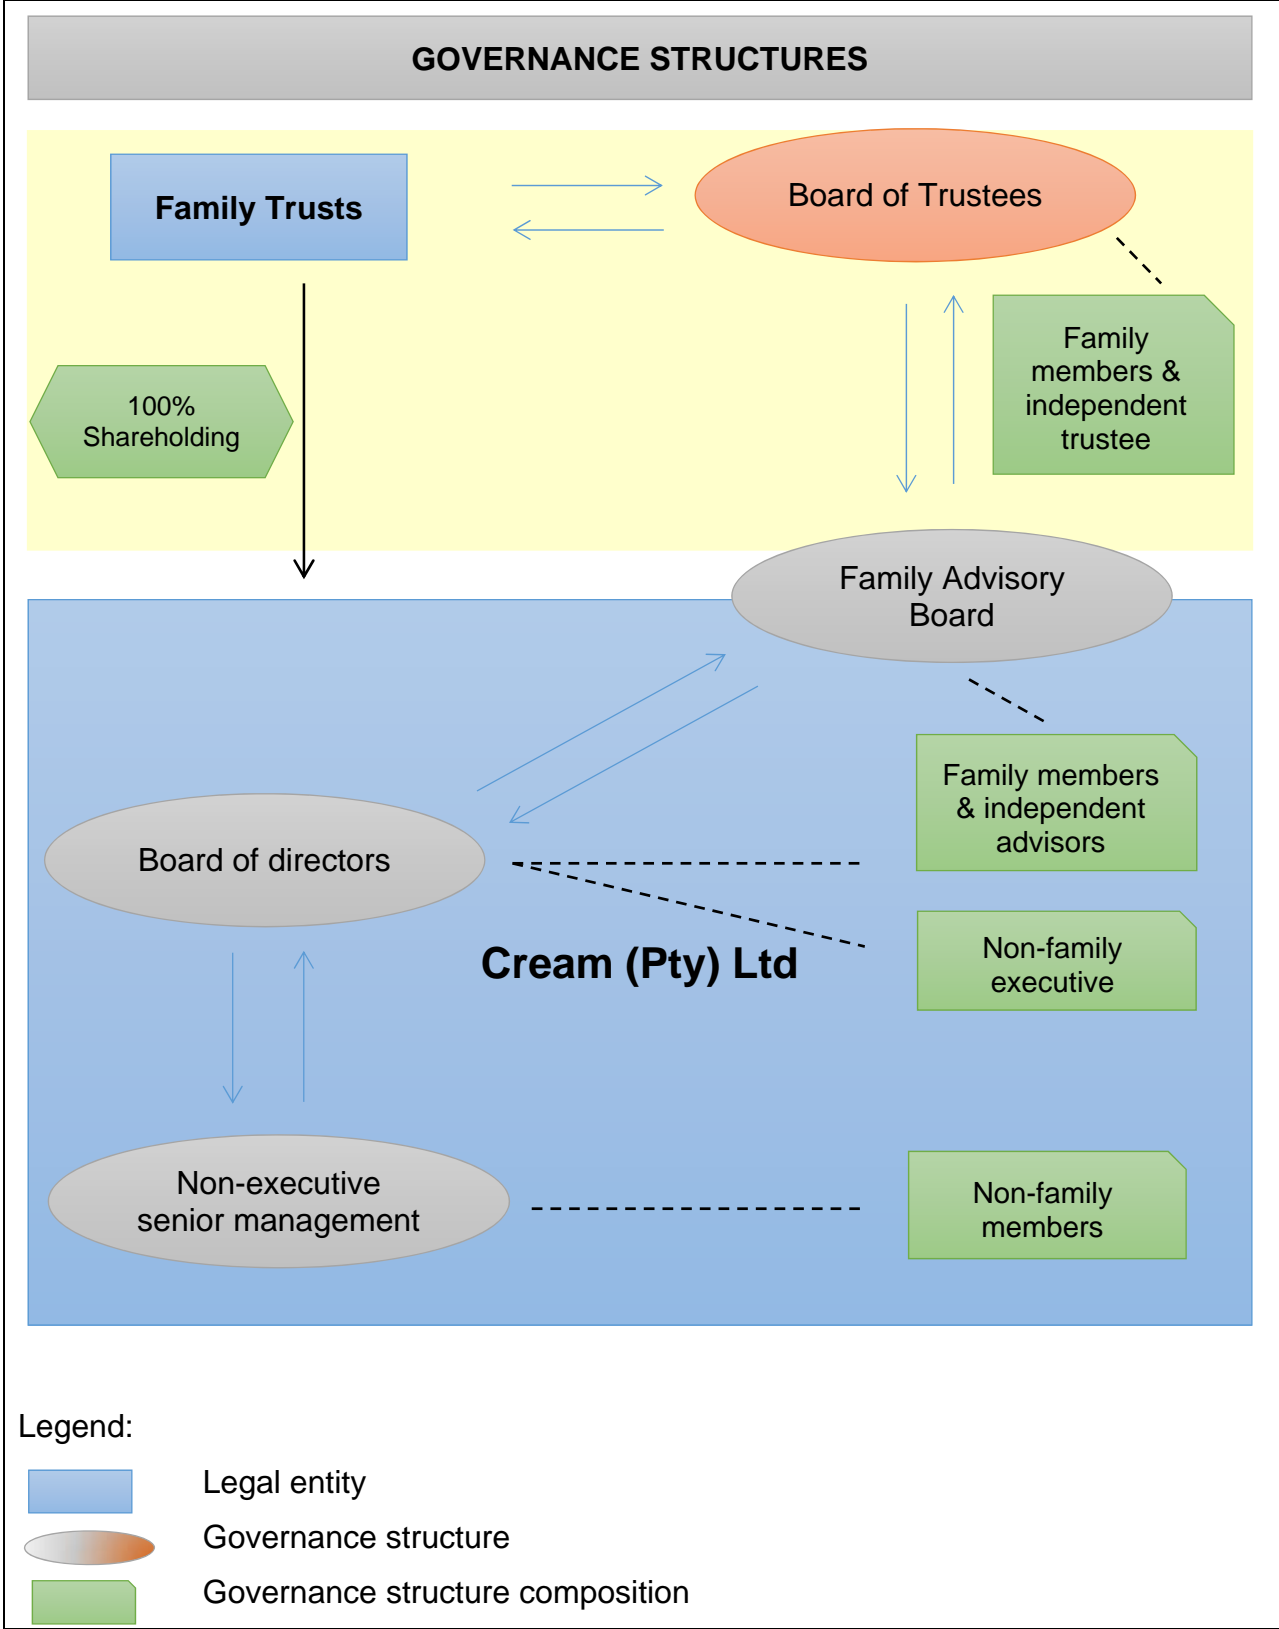 GOVERNANCE STRUCTURES
Family Trusts
Board of Trustees
Family
members &
independent
trustee
100%
Shareholding
Family Advisory
Board
Family members
& independent
advisors
Board of directors
Cream (Pty) Ltd
Non-family
executive
Non-executive
senior management
Non-family
members
Legend:
Legal entity
Governance structure
Governance structure composition